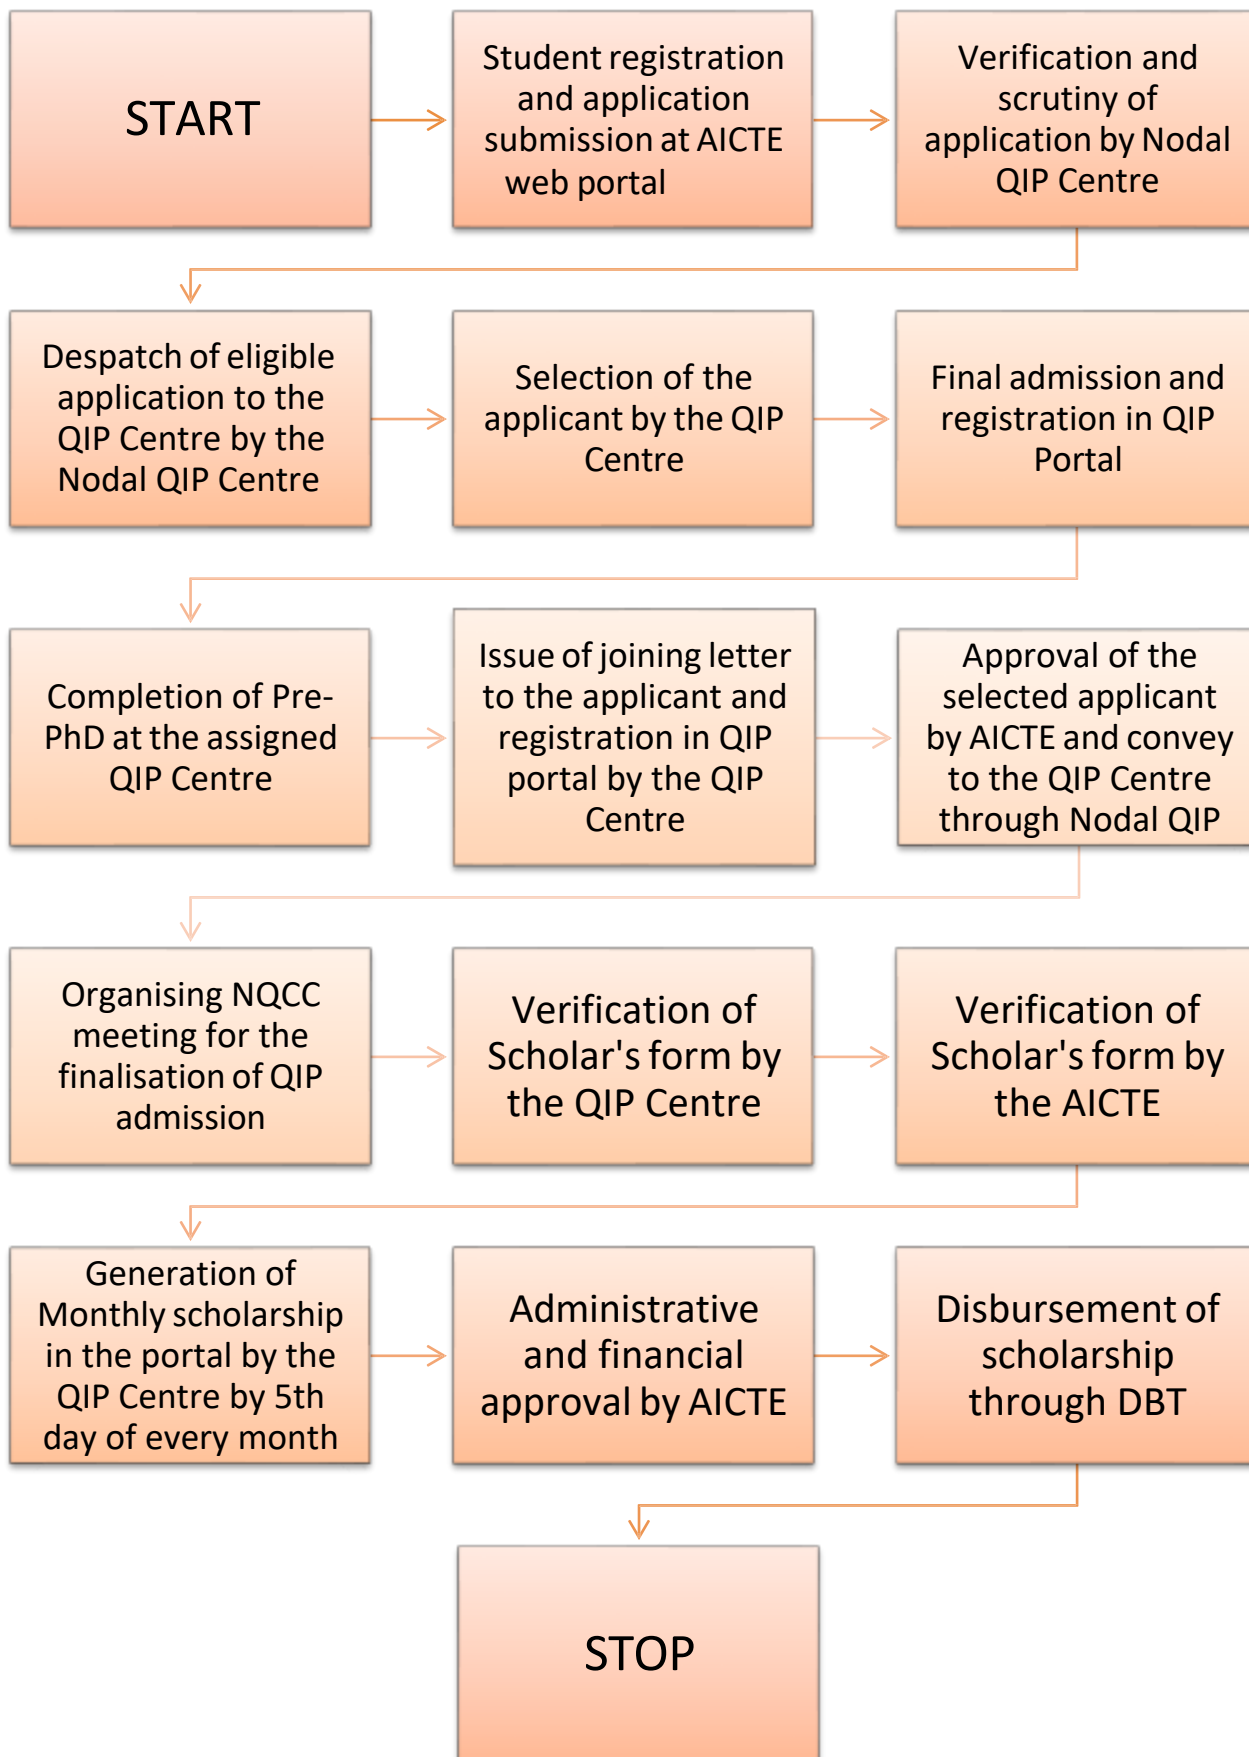 START
Student registration
and application
submission at AICTE
web portal
Verification and
scrutiny of
application by Nodal
QIP Centre
Despatch of eligible
application to the
QIP Centre by the
Nodal QIP Centre
Selection of the
applicant by the QIP
Centre
Final admission and
registration in QIP
Portal
Completion of Pre-
PhD at the assigned
QIP Centre
Issue of joining letter
to the applicant and
registration in QIP
portal by the QIP
Centre
Approval of the
selected applicant
by AICTE and convey
to the QIP Centre
through Nodal QIP
Organising NQCC
meeting for the
finalisation of QIP
admission
Verification of
Scholar's form by
the QIP Centre
Verification of
Scholar's form by
the AICTE
Generation of
Monthly scholarship
in the portal by the
QIP Centre by 5th
day of every month
Administrative
and financial
approval by AICTE
Disbursement of
scholarship
through DBT
STOP